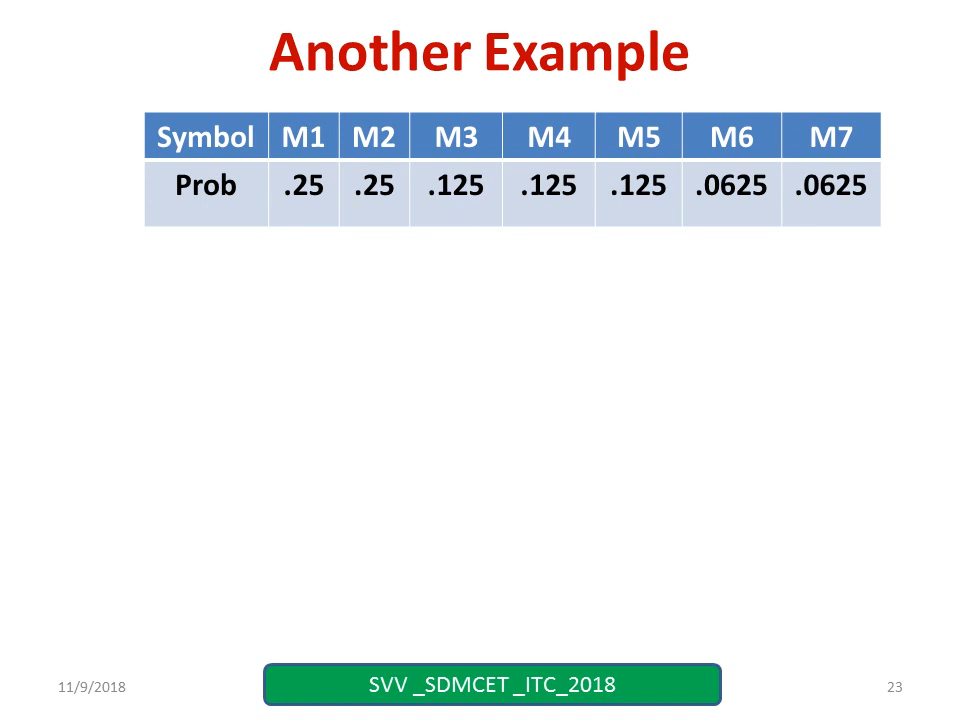 Another Example
Symbol M1 M2 M3 M4 M5 M6 M7
Prob .25 .25 .125 .125 .125 .0625 .0625
11/9/2018 SVV _SDMCET _ITC_2018 23